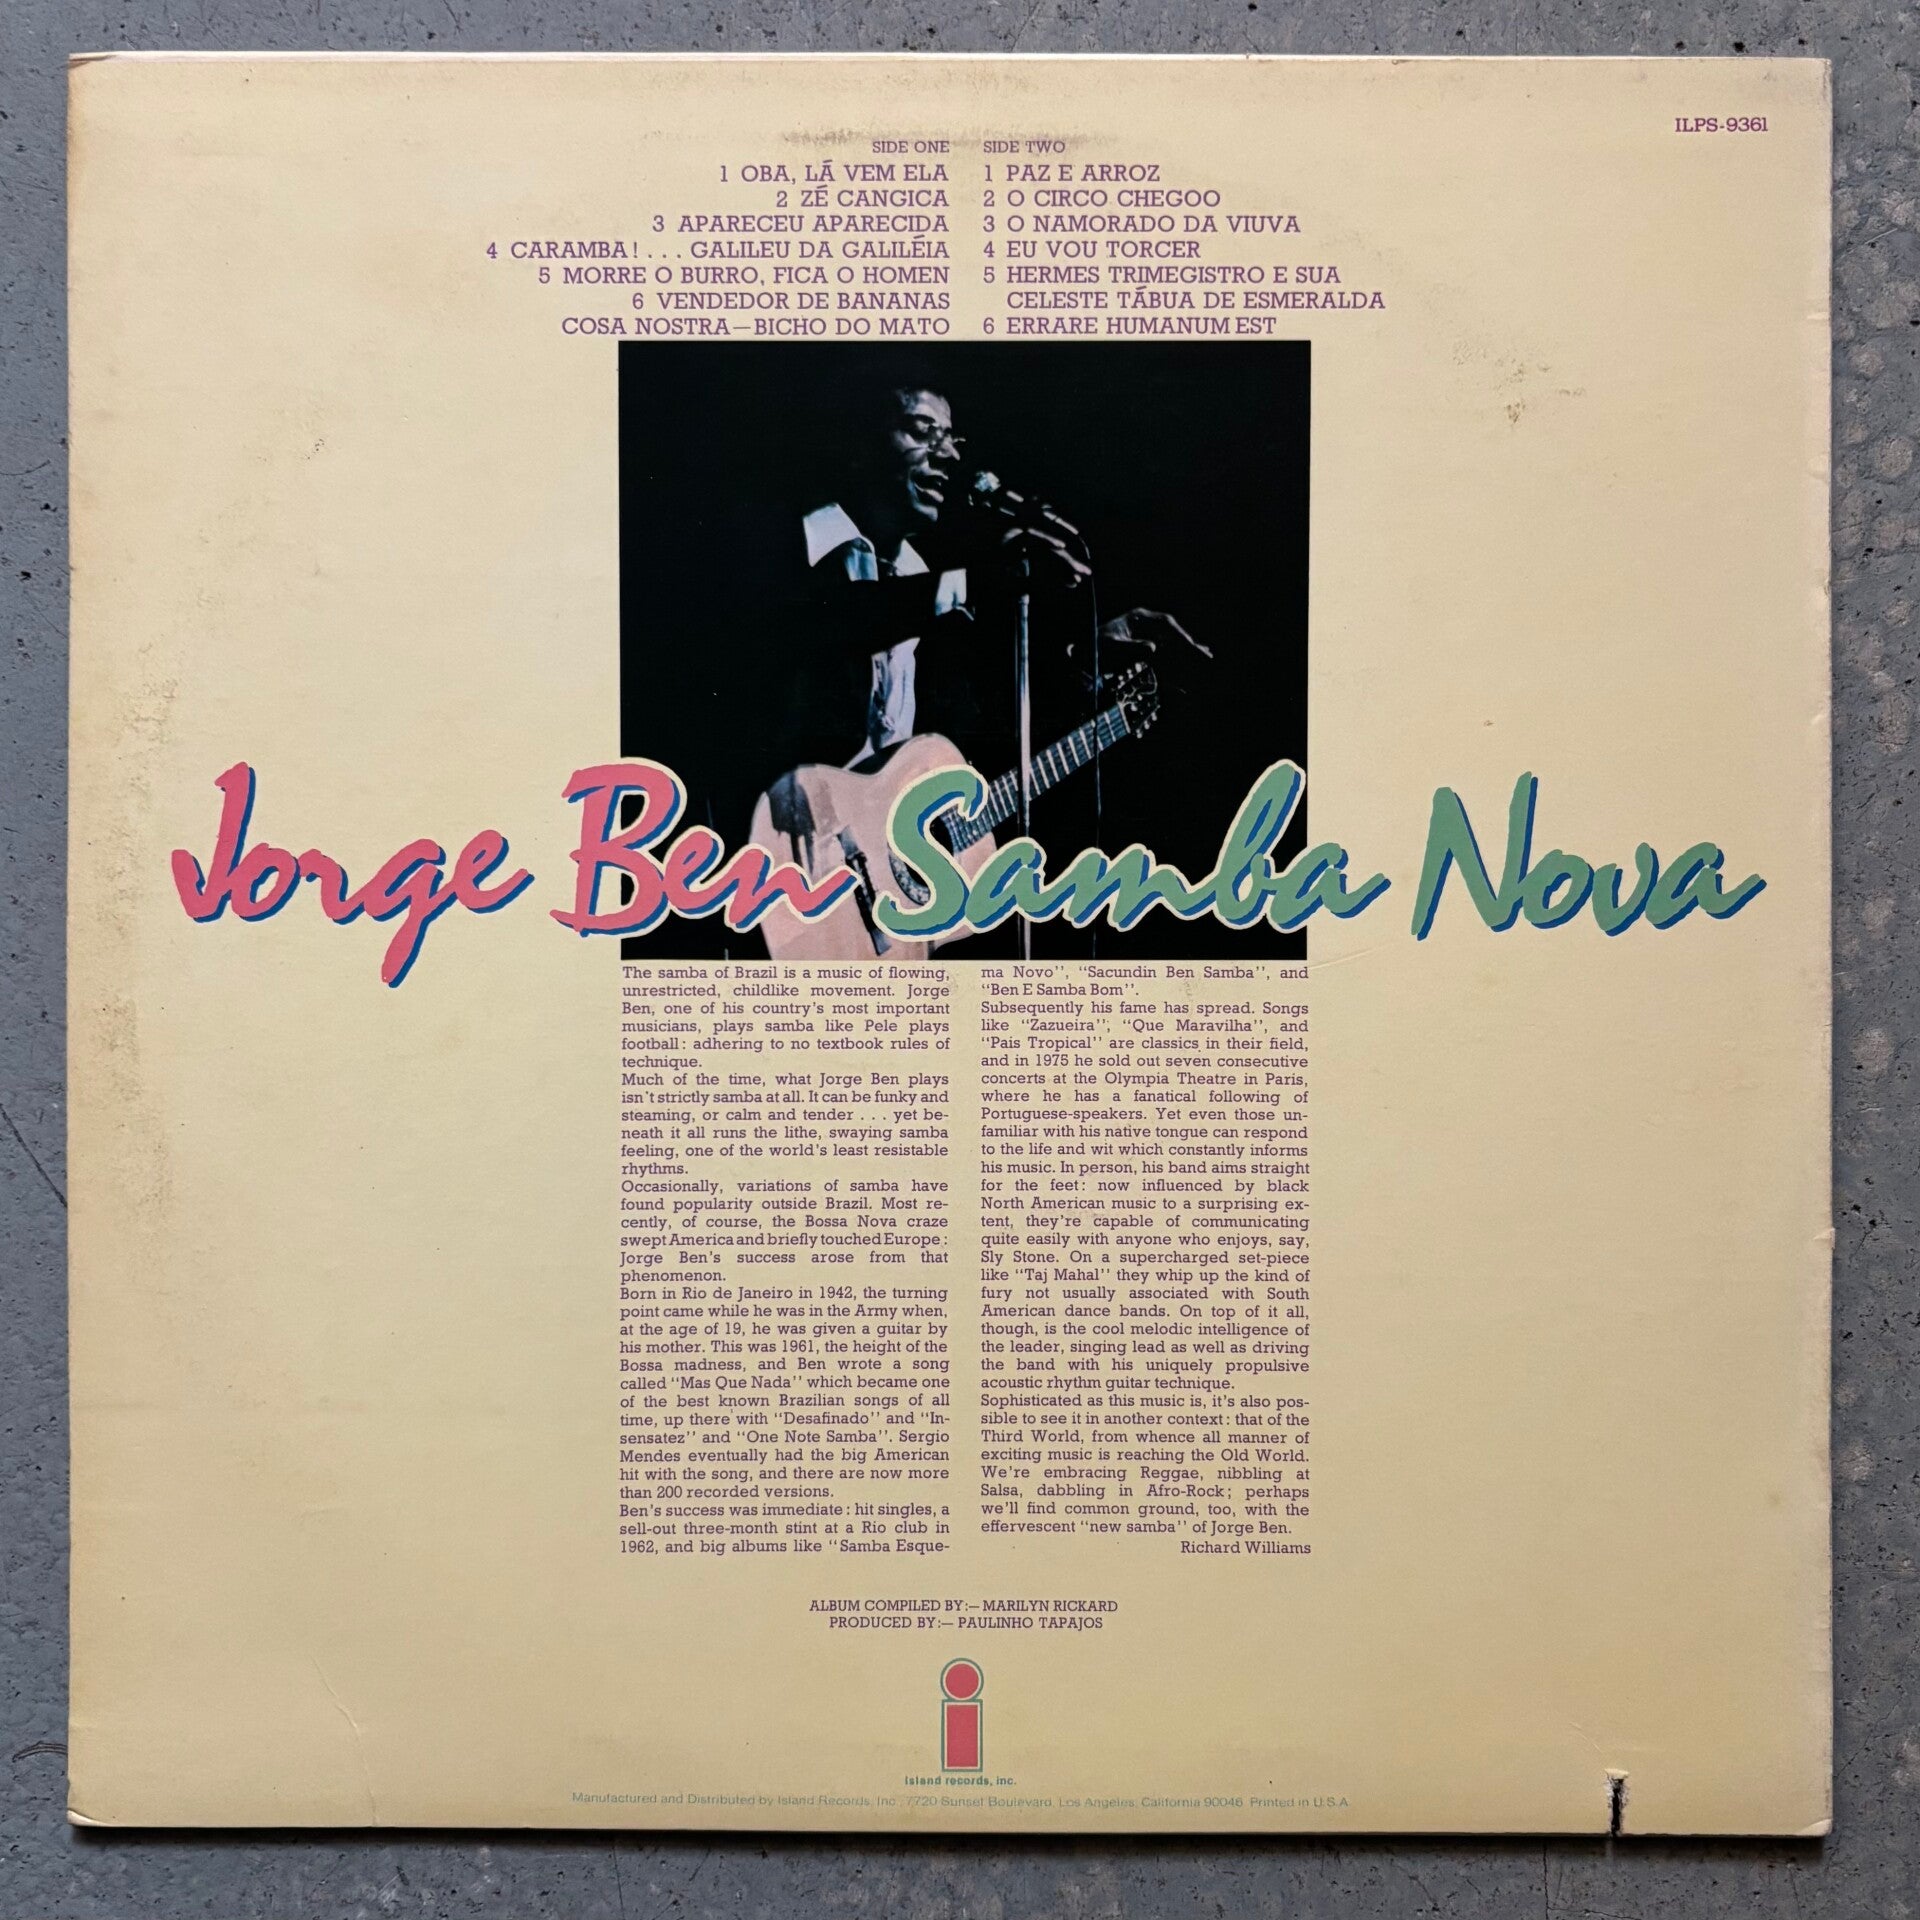 ILPS-9361
SIDE ONE
1 OBA, LÁ VEM ELA
2 ZÉ CANGICA
3 APARECEU APARECIDA
4 CARAMBA! . . . GALILEU DA GALILÉIA
5 MORRE O BURRO, FICA O HOMEN
6 VENDEDOR DE BANANAS
COSA NOSTRA—BICHO DO MATO
SIDE TWO
1 PAZ E ARROZ
2 O CIRCO CHEGOO
3 O NAMORADO DA VIUVA
4 EU VOU TORCER
5 HERMES TRIMEGISTRO E SUA
CELESTE TÁBUA DE ESMERALDA
6 ERRARE HUMANUM EST
Jorge Ben Samba Nova
The samba of Brazil is a music of flowing,
unrestricted, childlike movement. Jorge
Ben, one of his country's most important
musicians, plays samba like Pele plays
football: adhering to no textbook rules of
technique.
Much of the time, what Jorge Ben plays
isn't strictly samba at all. It can be funky and
steaming, or calm and tender . . . yet be-
neath it all runs the lithe, swaying samba
feeling, one of the world's least resistable
rhythms.
Occasionally, variations of samba have
found popularity outside Brazil. Most re-
cently, of course, the Bossa Nova craze
swept America and briefly touched Europe:
Jorge Ben's success arose from that
phenomenon.
Born in Rio de Janeiro in 1942, the turning
point came while he was in the Army when,
at the age of 19, he was given a guitar by
his mother. This was 1961, the height of the
Bossa madness, and Ben wrote a song
called "Mas Que Nada" which became one
of the best known Brazilian songs of all
time, up there with "Desafinado" and "In-
sensatez" and "One Note Samba". Sergio
Mendes eventually had the big American
hit with the song, and there are now more
than 200 recorded versions.
Ben's success was immediate: hit singles, a
sell-out three-month stint at a Rio club in
1962, and big albums like "Samba Esque-
ma Novo", "Sacundin Ben Samba", and
"Ben E Samba Bom".
Subsequently his fame has spread. Songs
like "Zazueira", "Que Maravilha", and
"Pais Tropical" are classics in their field,
and in 1975 he sold out seven consecutive
concerts at the Olympia Theatre in Paris,
where he has a fanatical following of
Portuguese-speakers. Yet even those un-
familiar with his native tongue can respond
to the life and wit which constantly informs
his music. In person, his band aims straight
for the feet: now influenced by black
North American music to a surprising ex-
tent, they're capable of communicating
quite easily with anyone who enjoys, say,
Sly Stone. On a supercharged set-piece
like "Taj Mahal" they whip up the kind of
fury not usually associated with South
American dance bands. On top of it all,
though, is the cool melodic intelligence of
the leader, singing lead as well as driving
the band with his uniquely propulsive
acoustic rhythm guitar technique.
Sophisticated as this music is, it's also pos-
sible to see it in another context: that of the
Third World, from whence all manner of
exciting music is reaching the Old World.
We're embracing Reggae, nibbling at
Salsa, dabbling in Afro-Rock; perhaps
we'll find common ground, too, with the
effervescent "new samba" of Jorge Ben.
Richard Williams
ALBUM COMPILED BY:— MARILYN RICKARD
PRODUCED BY:— PAULINHO TAPAJOS
island records, inc.
Manufactured and Distributed by Island Records, Inc., 7720 Sunset Boulevard, Los Angeles, California 90046 Printed in U.S.A.